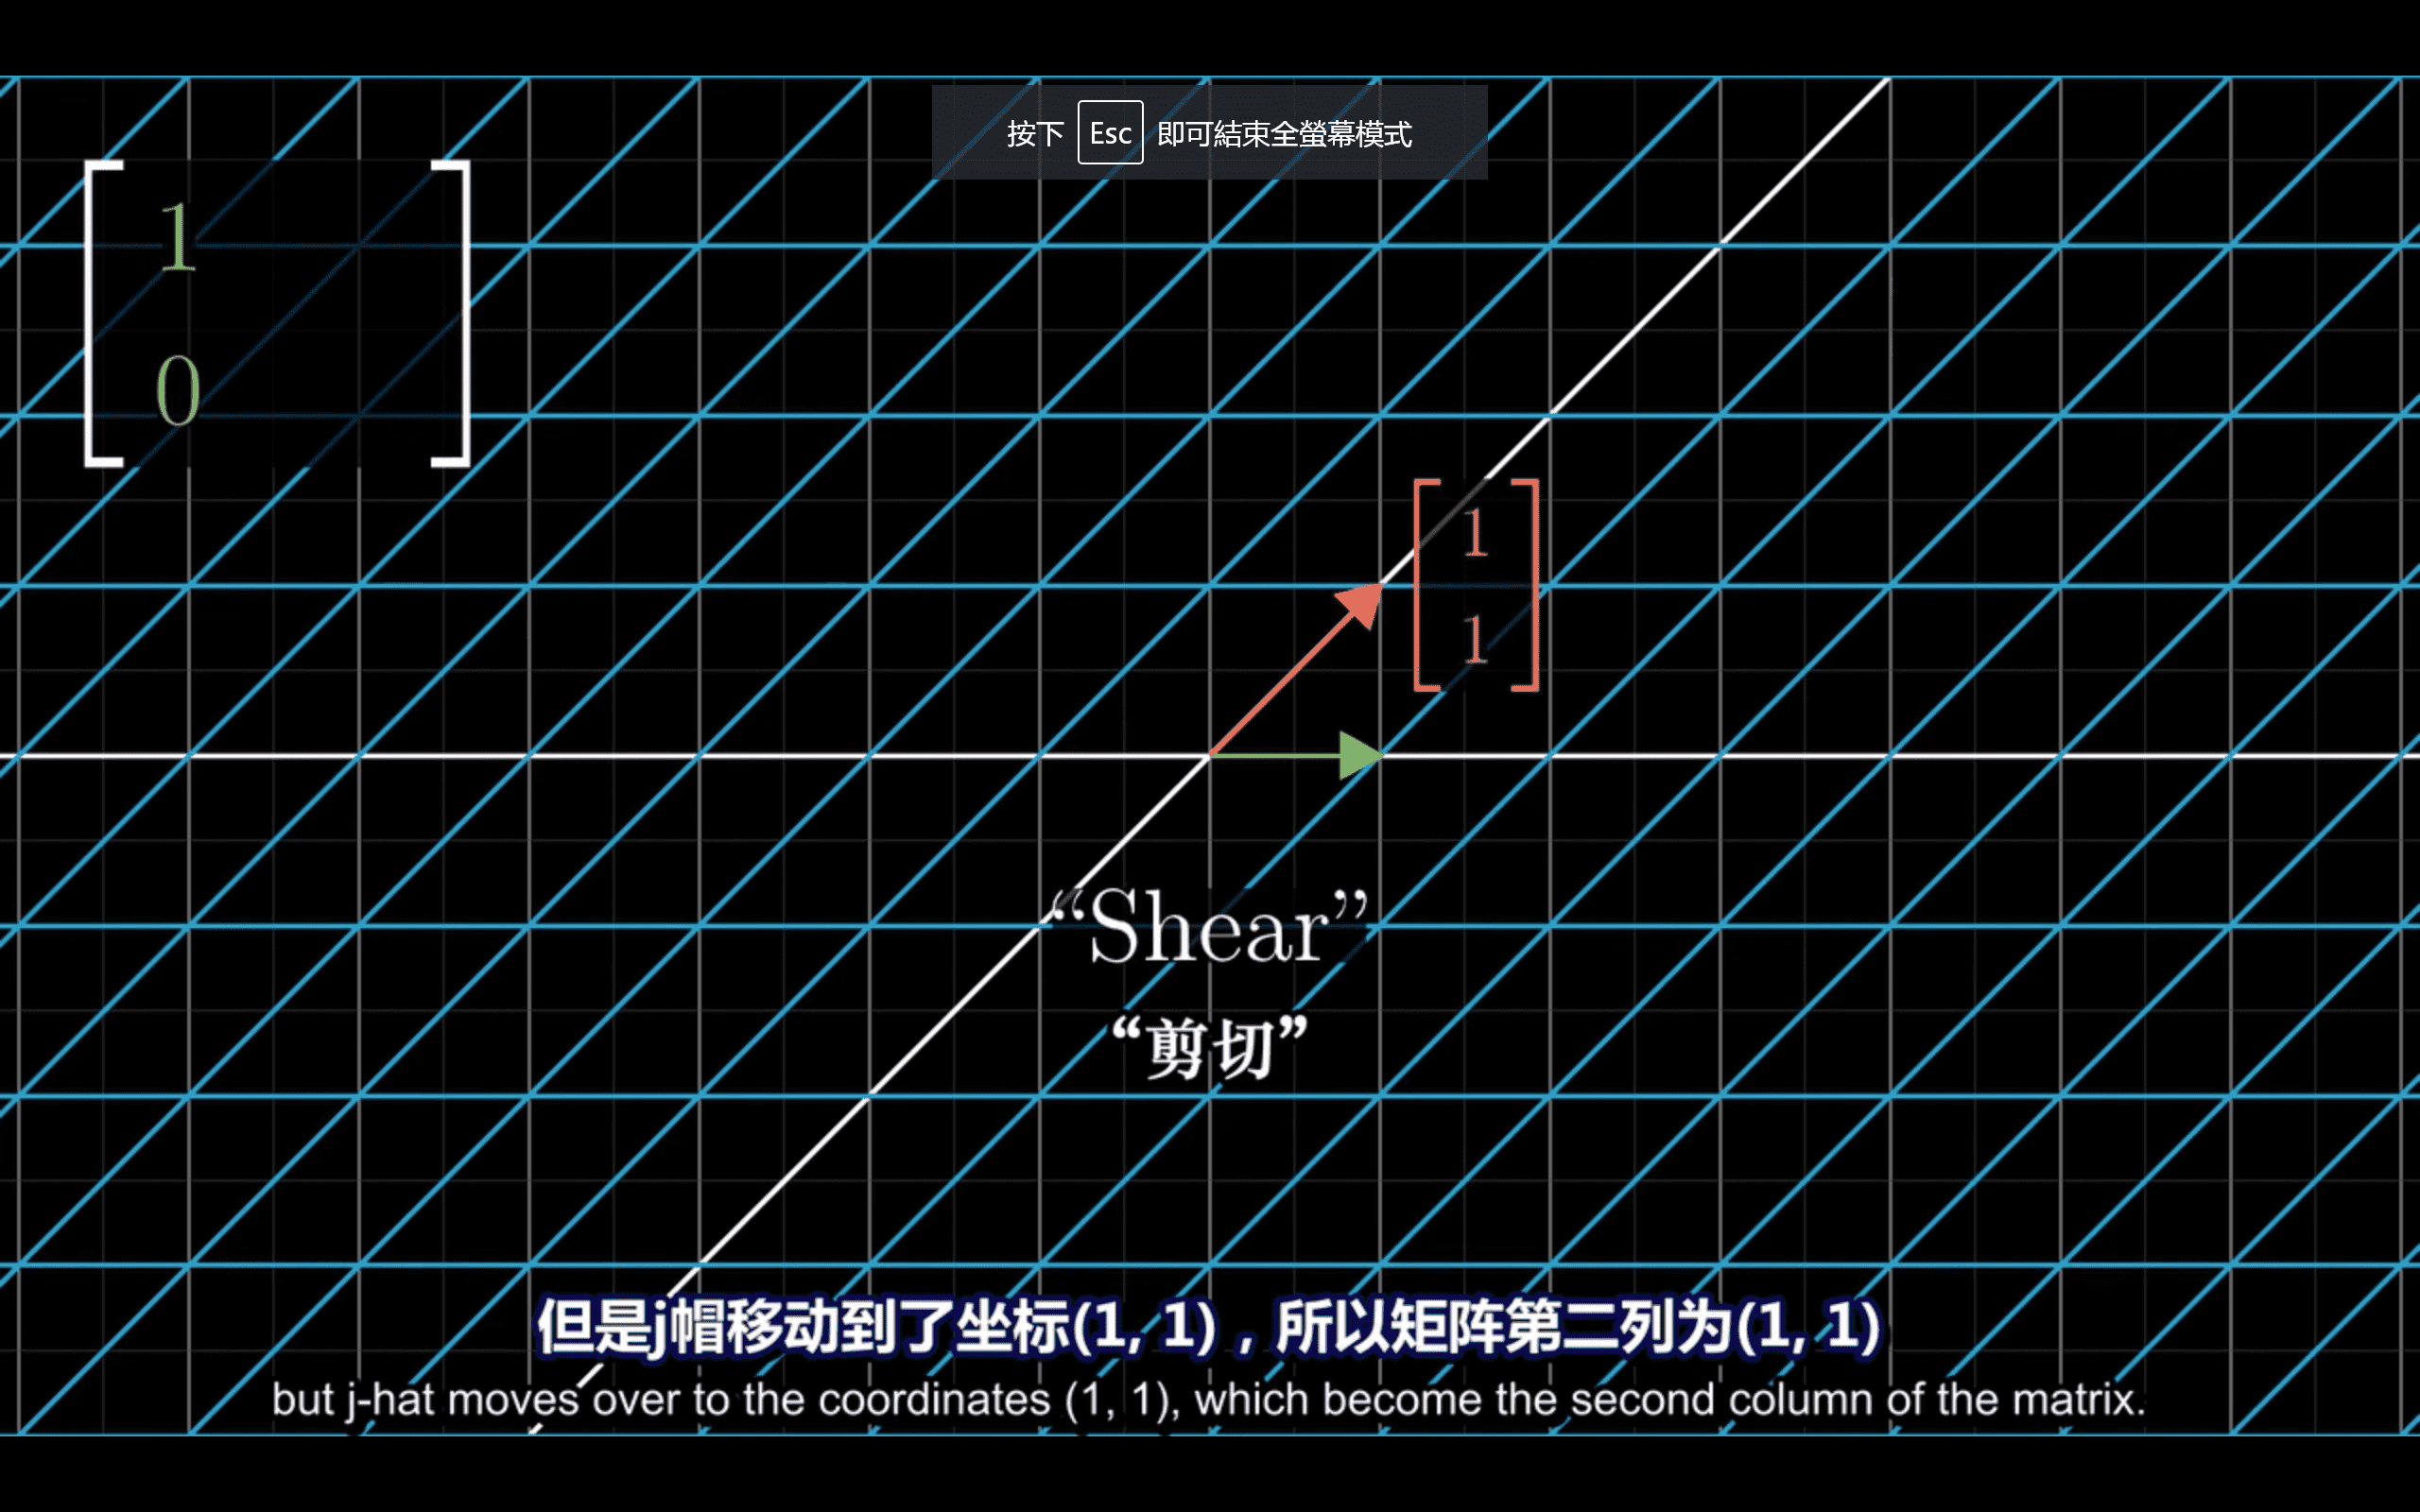 按下 Esc 即可結束全螢幕模式
1
0
1
1
“Shear”
“剪切”
但是j帽移动到了坐标(1, 1)，所以矩阵第二列为(1, 1)
but j-hat moves over to the coordinates (1, 1), which become the second column of the matrix.